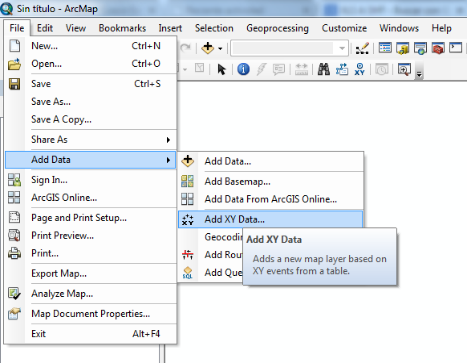 Sin título - ArcMap
File Edit View Bookmarks Insert Selection Geoprocessing Customize Windows Help
New... Ctrl+N
Open... Ctrl+O
Save Ctrl+S
Save As...
Save A Copy...
Share As
Add Data
Sign In...
ArcGIS Online...
Page and Print Setup...
Print Preview...
Print...
Export Map...
Analyze Map...
Map Document Properties...
Exit Alt+F4
Add Data...
Add Basemap...
Add Data From ArcGIS Online...
Add XY Data...
Geocodin
Add Rou
Add Que
Add XY Data
Adds a new map layer based on
XY events from a table.